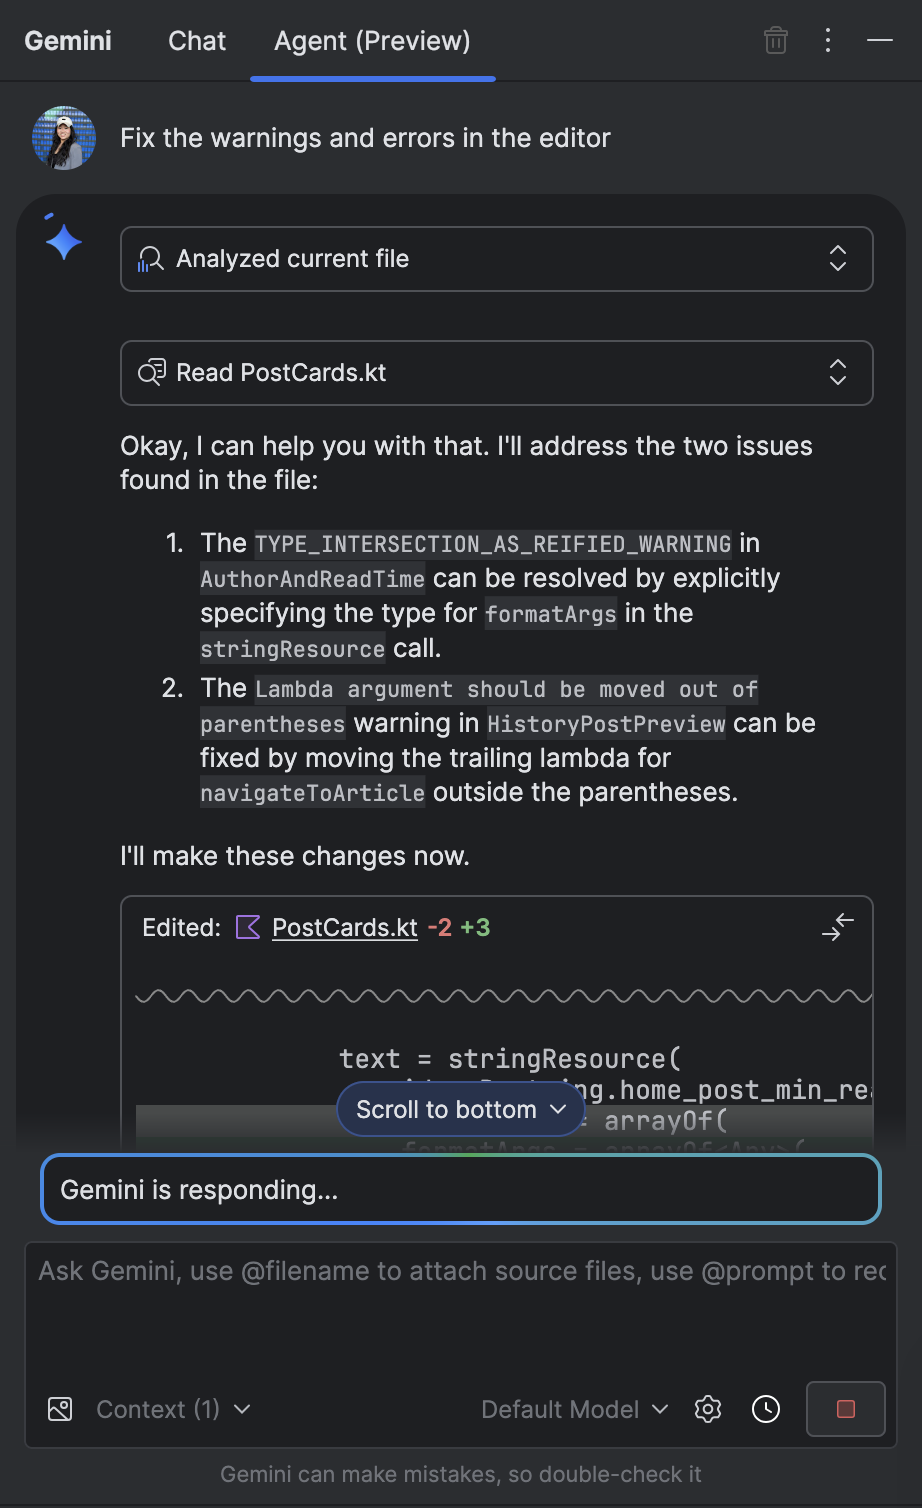 Gemini Chat Agent (Preview)
Fix the warnings and errors in the editor
Analyzed current file
Read PostCards.kt
Okay, I can help you with that. I'll address the two issues
found in the file:
1. The TYPE_INTERSECTION_AS_REIFIED_WARNING in
AuthorAndReadTime can be resolved by explicitly
specifying the type for formatArgs in the
stringResource call.
2. The Lambda argument should be moved out of
parentheses warning in HistoryPostPreview can be
fixed by moving the trailing lambda for
navigateToArticle outside the parentheses.
I'll make these changes now.
Edited: PostCards.kt -2 +3
text = stringResource(
ng.home_post_min_rea
Scroll to bottom = arrayOf(
formatArgs = arrayOf<Any>(
Gemini is responding...
Ask Gemini, use @filename to attach source files, use @prompt to rec
Context (1) Default Model
Gemini can make mistakes, so double-check it